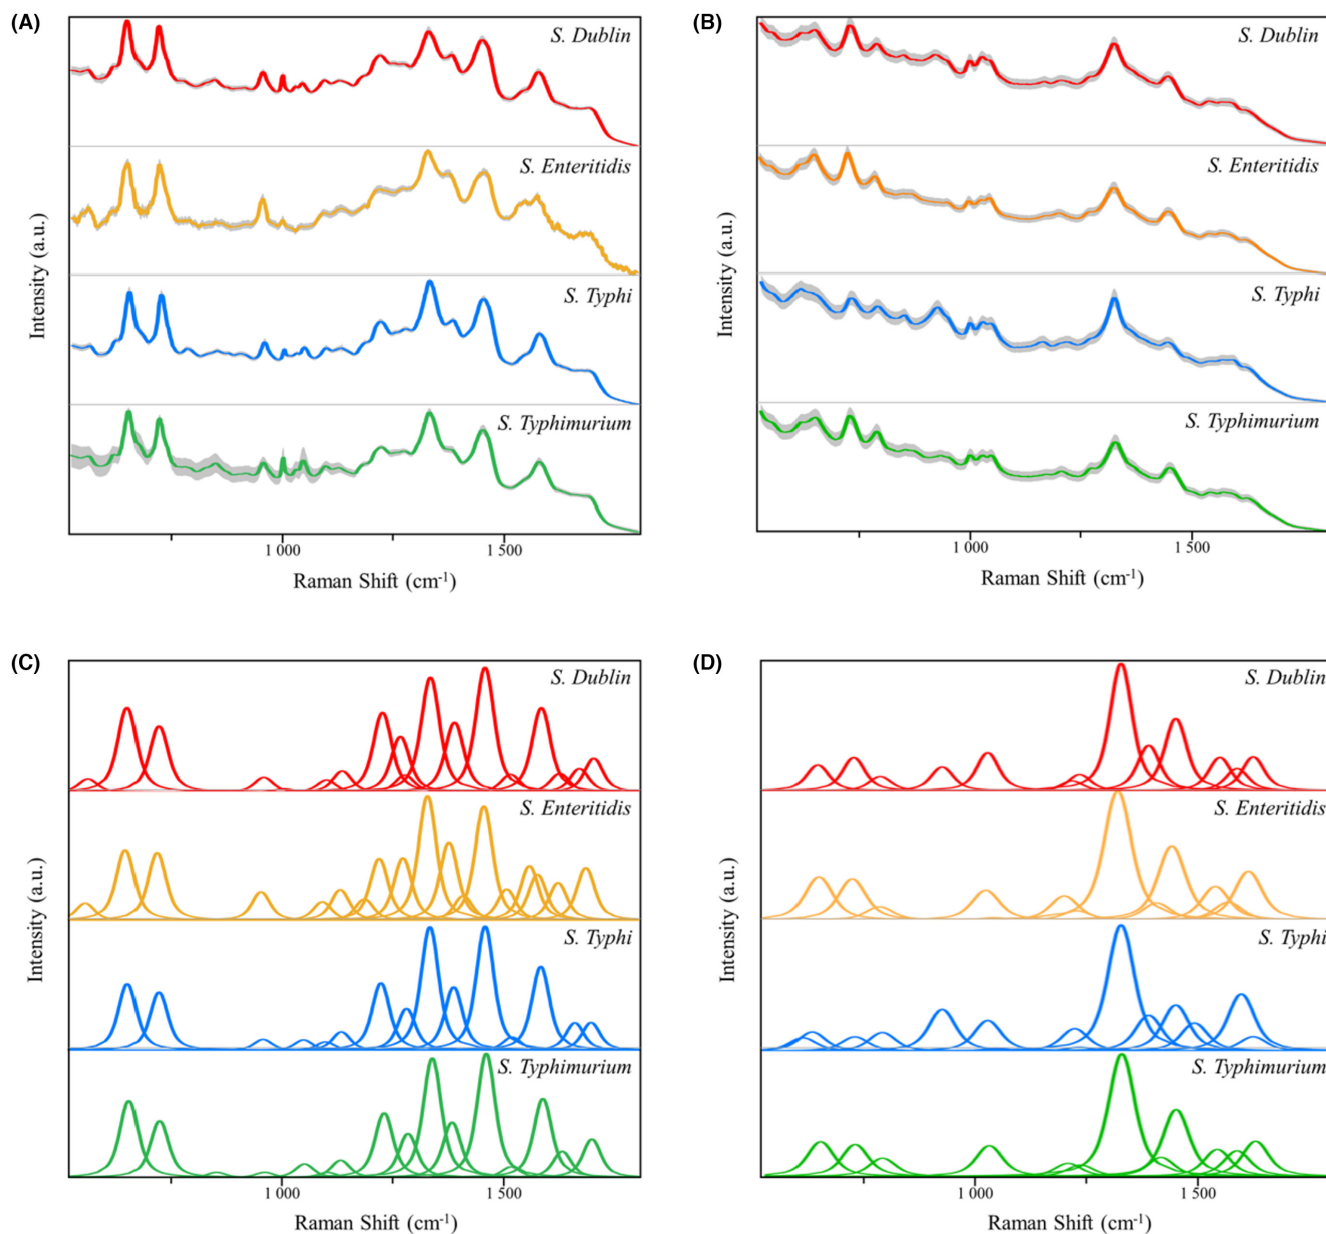 (A)
S. Dublin
S. Enteritidis
S. Typhi
S. Typhimurium
Intensity (a.u.)
1 000
1 500
Raman Shift (cm-1)
(B)
S. Dublin
S. Enteritidis
S. Typhi
S. Typhimurium
Intensity (a.u.)
1 000
1 500
Raman Shift (cm-1)
(C)
S. Dublin
S. Enteritidis
S. Typhi
S. Typhimurium
Intensity (a.u.)
1 000
1 500
Raman Shift (cm-1)
(D)
S. Dublin
S. Enteritidis
S. Typhi
S. Typhimurium
Intensity (a.u.)
1 000
1 500
Raman Shift (cm-1)